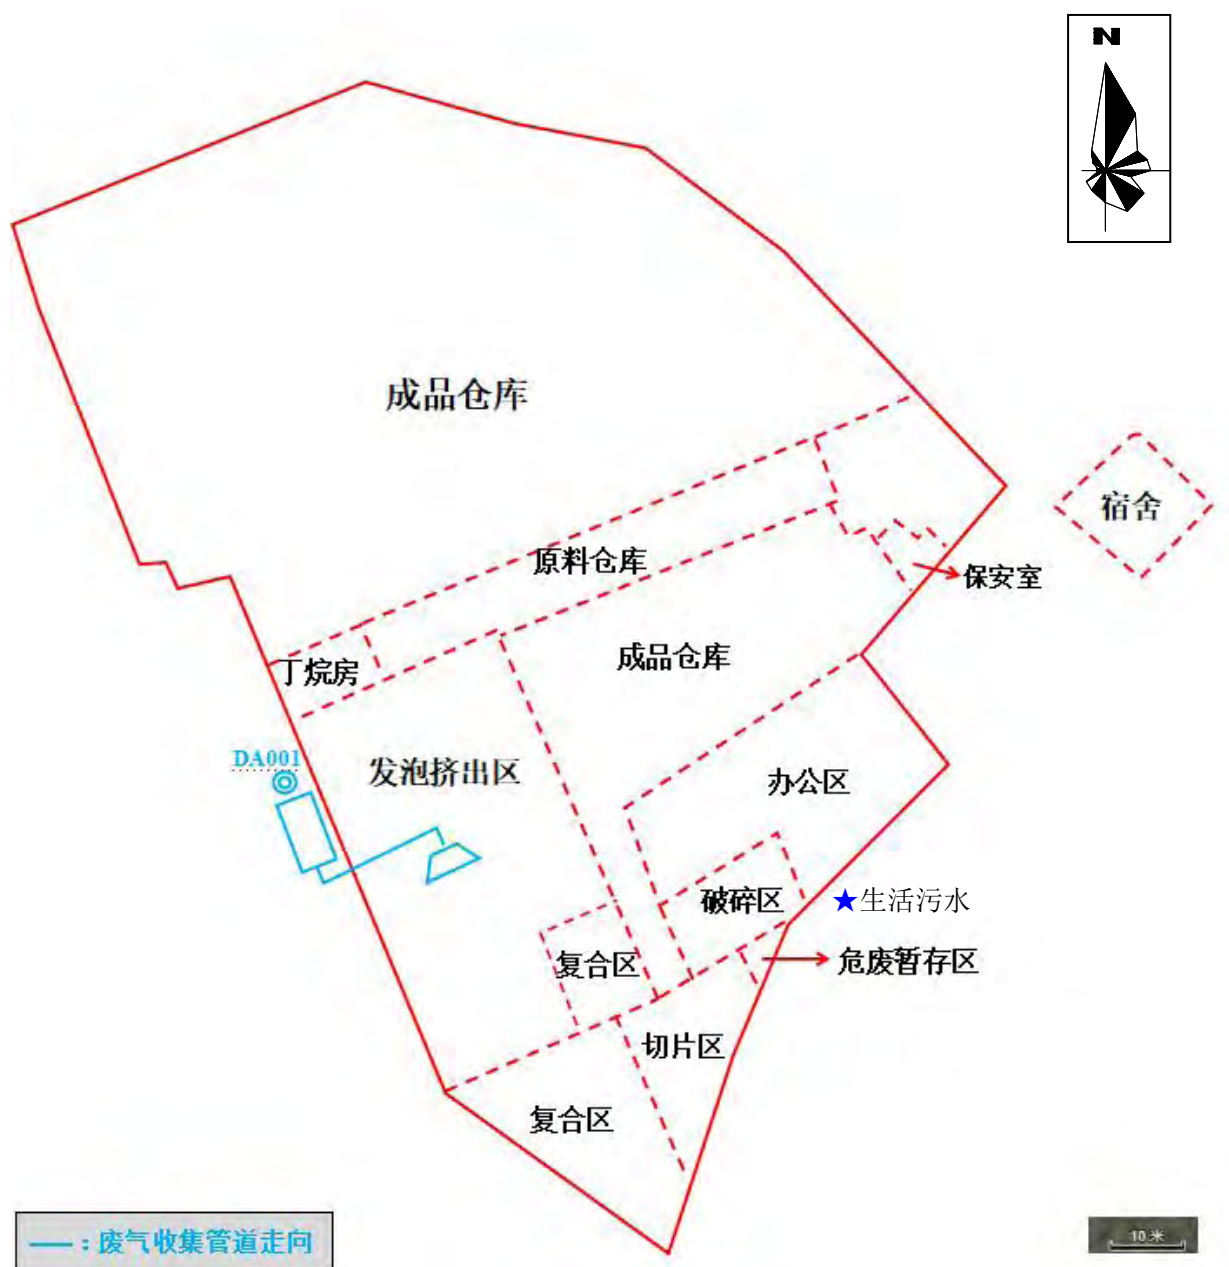 N
成品仓库
宿舍
原料仓库
保安室
成品仓库
丁烷房
DA001
发泡挤出区
办公区
破碎区
★生活污水
复合区
危废暂存区
切片区
复合区
——：废气收集管道走向
10 米